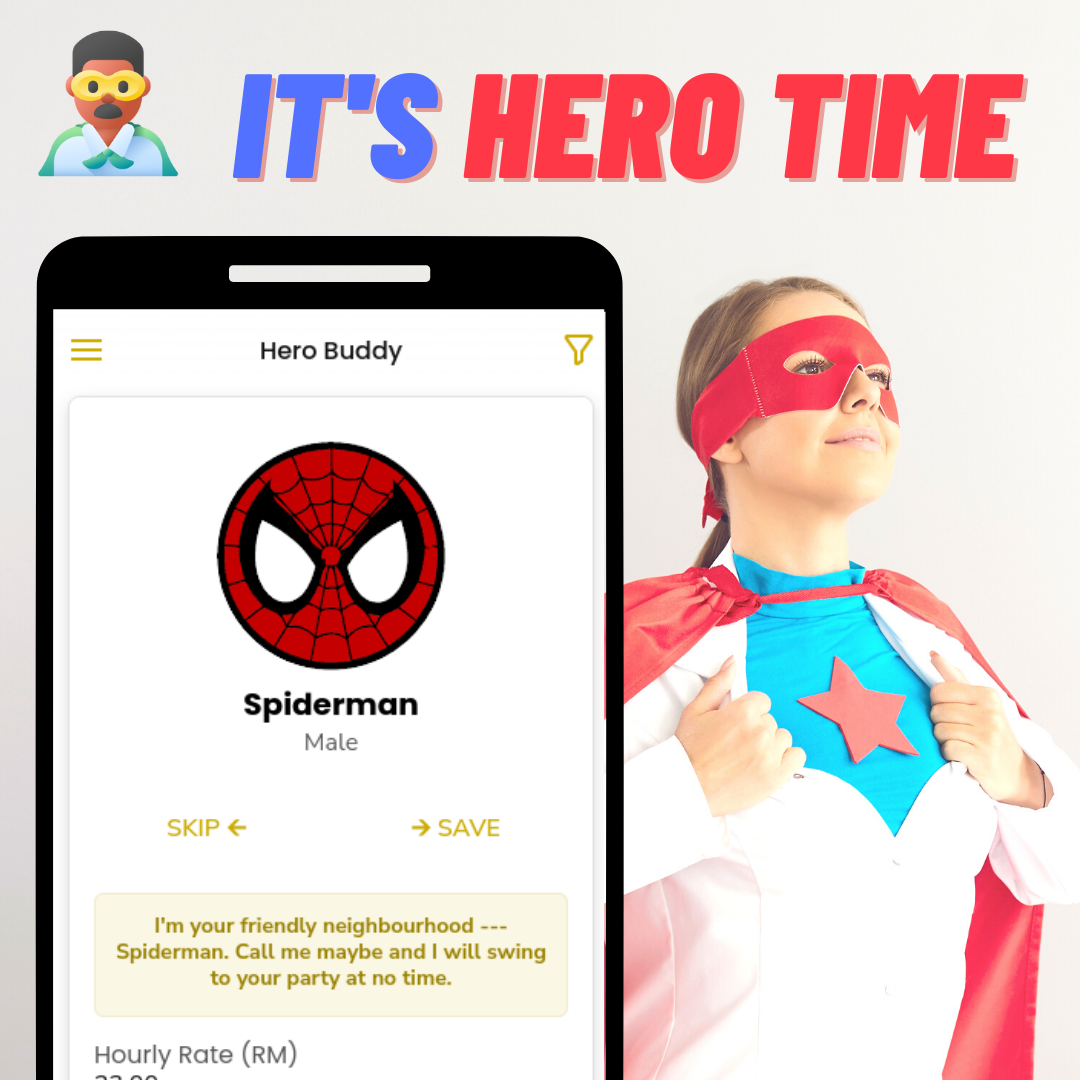 IT'S HERO TIME
Hero Buddy
Spiderman
Male
SKIP ←
→ SAVE
I'm your friendly neighbourhood ---
Spiderman. Call me maybe and I will swing
to your party at no time.
Hourly Rate (RM)